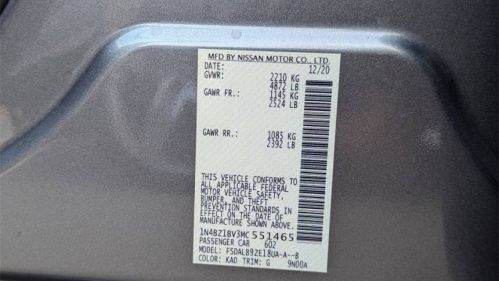 MFD BY NISSAN MOTOR CO., LTD.
DATE: 12/20
GVWR: 2210 KG
4872 LB
GAWR FR.: 1145 KG
2524 LB
GAWR RR.: 1085 KG
2392 LB
THIS VEHICLE CONFORMS TO
ALL APPLICABLE FEDERAL
MOTOR VEHICLE SAFETY,
BUMPER, AND THEFT
PREVENTION STANDARDS IN
EFFECT ON THE DATE OF
MANUFACTURE SHOWN ABOVE.
1N4BZ1BV3MC551465
PASSENGER CAR 602
MODEL: FSDALB9ZE18UA-A--B
COLOR: KAD TRIM: G 9N00A